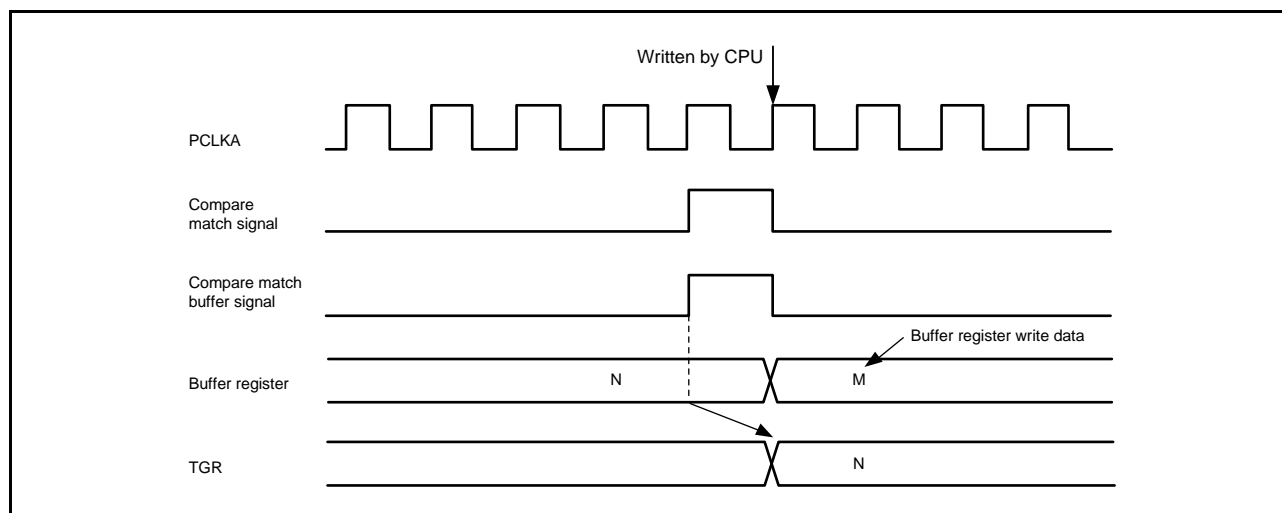 Written by CPU
PCLKA
Compare
match signal
Compare match
buffer signal
Buffer register write data
Buffer register
N
M
TGR
N